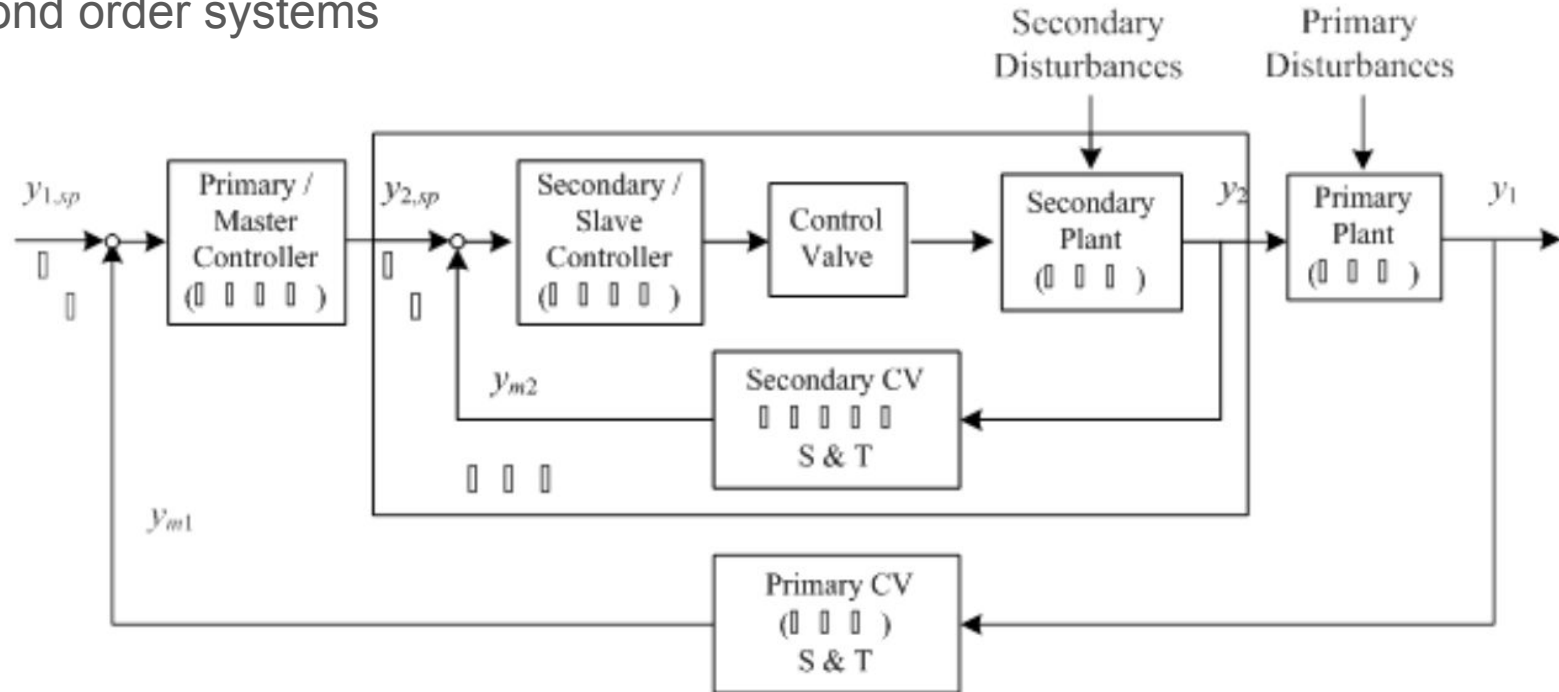 ond order systems
Secondary
Disturbances
Primary
Disturbances
y1,sp
Primary /
Master
Controller
(▯ ▯ ▯ ▯ )
y2,sp
Secondary /
Slave
Controller
(▯ ▯ ▯ ▯ )
Control
Valve
Secondary
Plant
(▯ ▯ ▯ )
y2
Primary
Plant
(▯ ▯ ▯ )
y1
▯
▯
▯
▯
ym2
Secondary CV
▯ ▯ ▯ ▯ ▯
S & T
▯ ▯ ▯
ym1
Primary CV
(▯ ▯ ▯ )
S & T